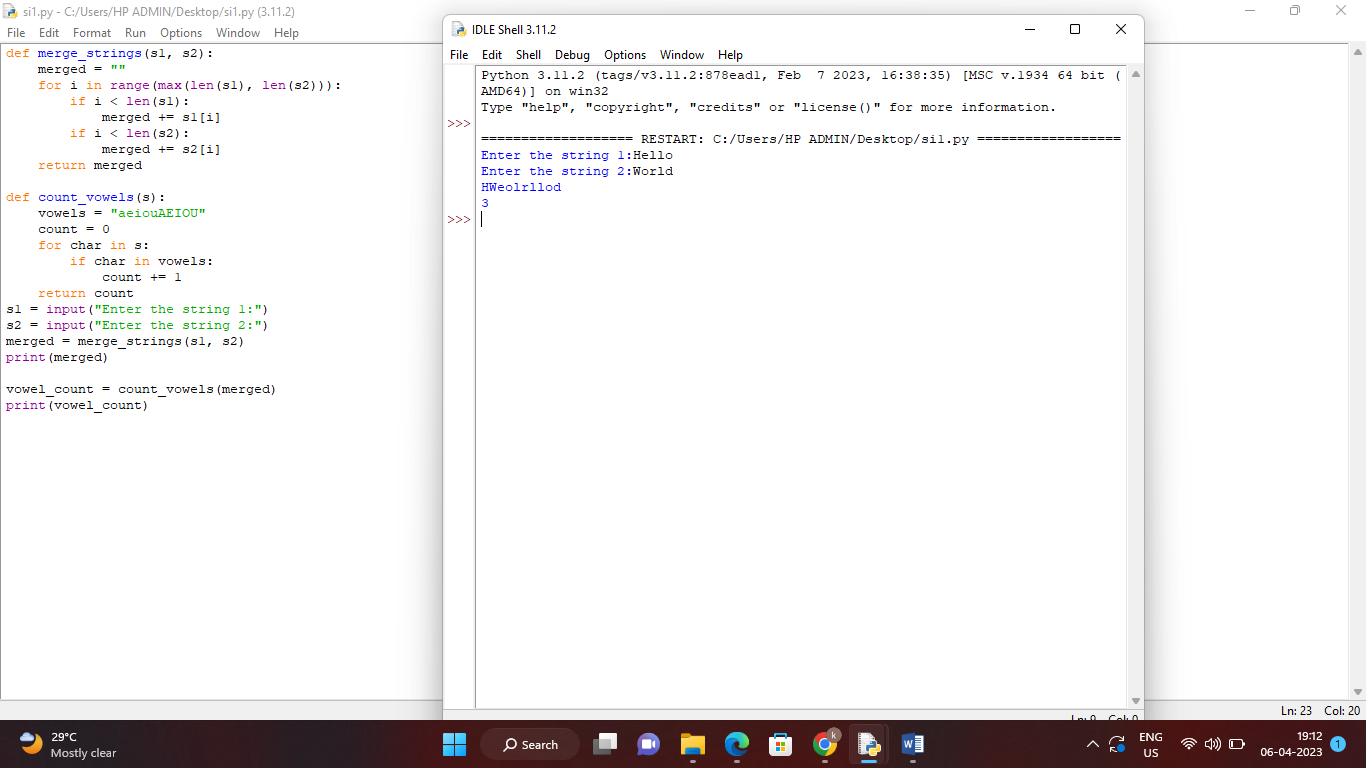 si1.py - C:/Users/HP ADMIN/Desktop/si1.py (3.11.2)
File Edit Format Run Options Window Help
def merge_strings(s1, s2):
    merged = ""
    for i in range(max(len(s1), len(s2))):
        if i < len(s1):
            merged += s1[i]
        if i < len(s2):
            merged += s2[i]
    return merged
def count_vowels(s):
    vowels = "aeiouAEIOU"
    count = 0
    for char in s:
        if char in vowels:
            count += 1
    return count
s1 = input("Enter the string 1:")
s2 = input("Enter the string 2:")
merged = merge_strings(s1, s2)
print(merged)
vowel_count = count_vowels(merged)
print(vowel_count)
IDLE Shell 3.11.2
File Edit Shell Debug Options Window Help
Python 3.11.2 (tags/v3.11.2:878ead1, Feb  7 2023, 16:38:35) [MSC v.1934 64 bit (
AMD64)] on win32
Type "help", "copyright", "credits" or "license()" for more information.
>>>
=================== RESTART: C:/Users/HP ADMIN/Desktop/si1.py ==================
Enter the string 1:Hello
Enter the string 2:World
HWeolrllod
3
>>>
Ln: 9 Col: 0
Ln: 23 Col: 20
29°C
Mostly clear
Search
k
ENG
US
19:12
06-04-2023
1